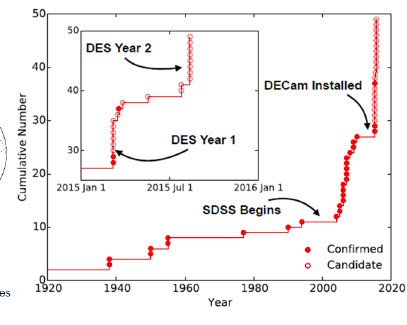 50
40
30
20
10
0
Cumulative Number
50
40
30
DES Year 2
DES Year 1
2015 Jan 1 2015 Jul 1 2016 Jan 1
DECam Installed
SDSS Begins
Confirmed
Candidate
1920 1940 1960 1980 2000 2020
Year
es